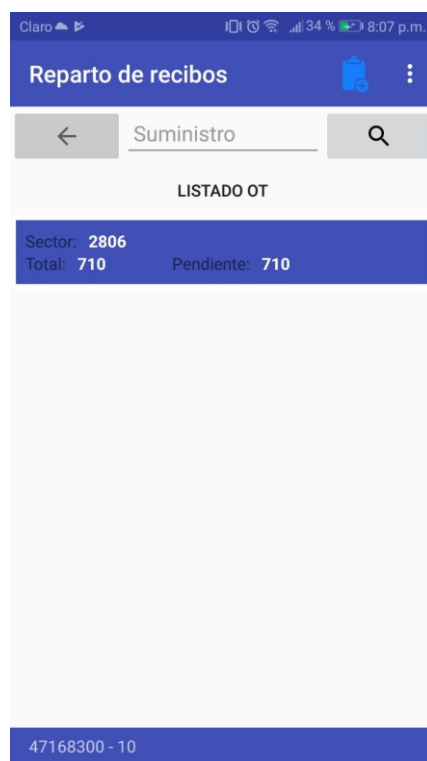 Claro 34 % 8:07 p.m.
Reparto de recibos
Suministro
LISTADO OT
Sector: 2806
Total: 710 Pendiente: 710
47168300 - 10